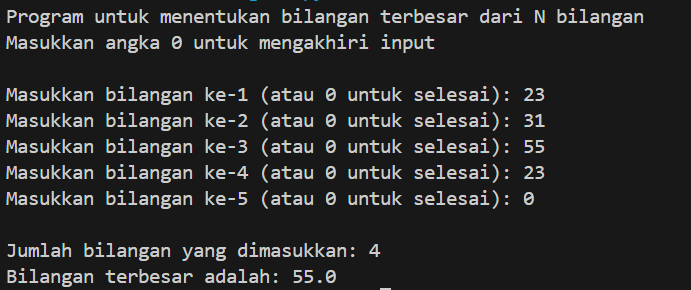 Program untuk menentukan bilangan terbesar dari N bilangan
Masukkan angka 0 untuk mengakhiri input
Masukkan bilangan ke-1 (atau 0 untuk selesai): 23
Masukkan bilangan ke-2 (atau 0 untuk selesai): 31
Masukkan bilangan ke-3 (atau 0 untuk selesai): 55
Masukkan bilangan ke-4 (atau 0 untuk selesai): 23
Masukkan bilangan ke-5 (atau 0 untuk selesai): 0
Jumlah bilangan yang dimasukkan: 4
Bilangan terbesar adalah: 55.0